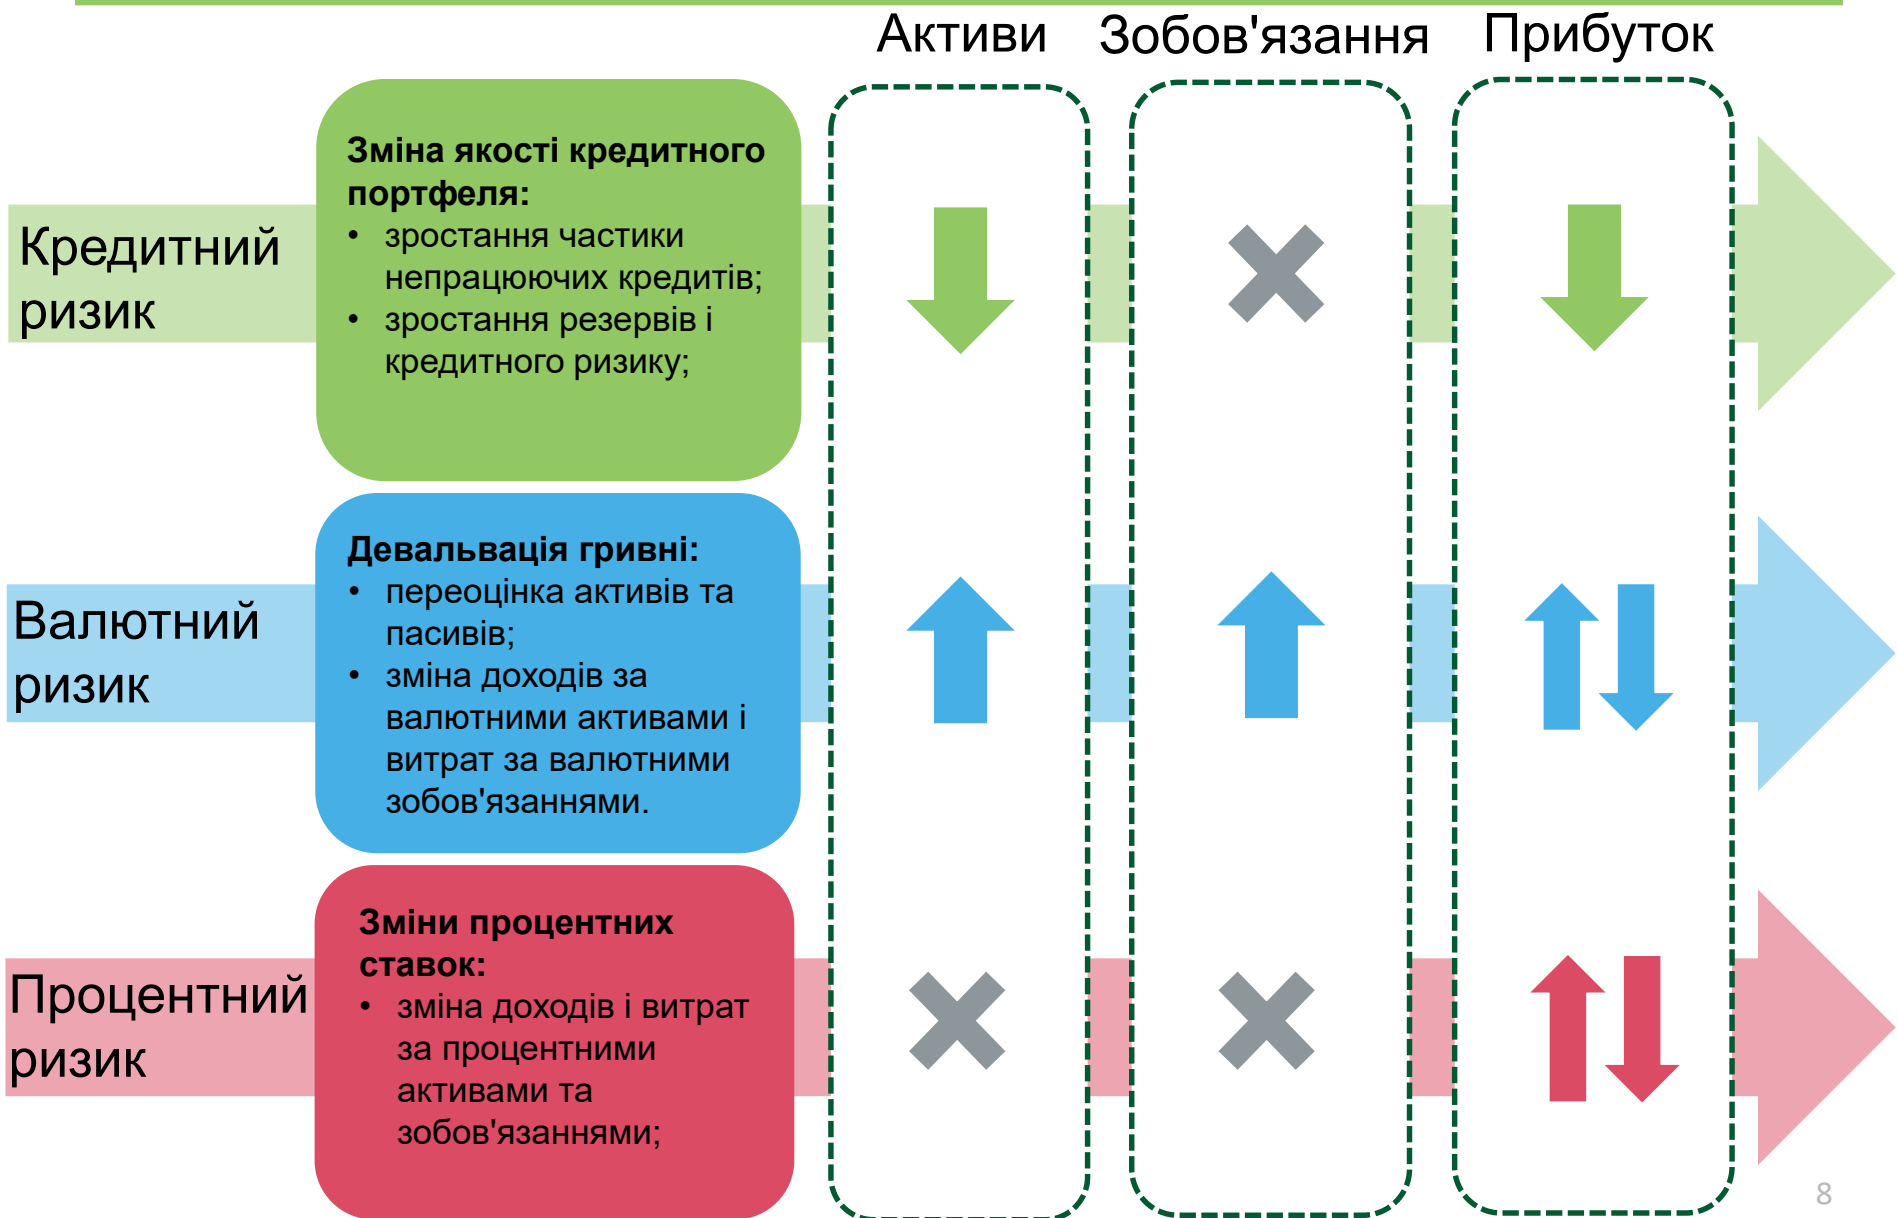 Активи Зобов'язання Прибуток
Кредитний
ризик
Зміна якості кредитного
портфеля:
• зростання частики
непрацюючих кредитів;
• зростання резервів і
кредитного ризику;
Валютний
ризик
Девальвація гривні:
• переоцінка активів та
пасивів;
• зміна доходів за
валютними активами і
витрат за валютними
зобов'язаннями.
Процентний
ризик
Зміни процентних
ставок:
• зміна доходів і витрат
за процентними
активами та
зобов'язаннями;
8